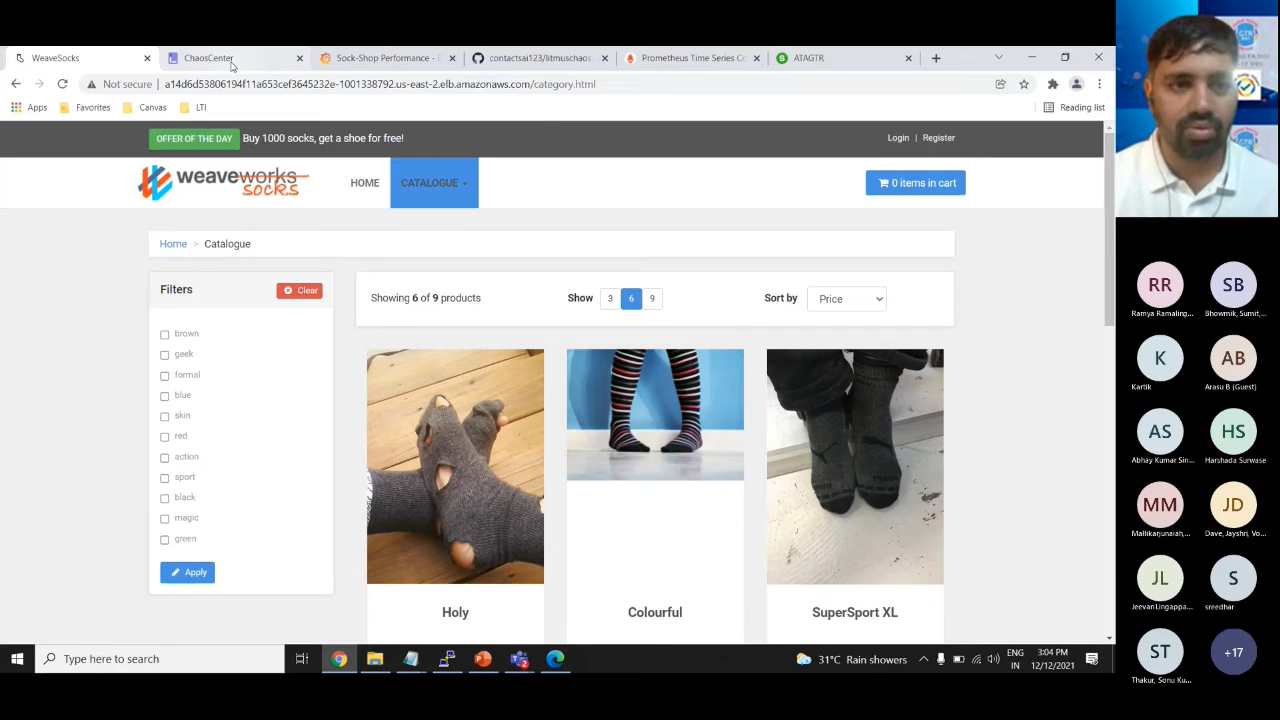 WeaveSocks
ChaosCenter
Sock-Shop Performance -
contactsai123/litmuschaos
Prometheus Time Series Co
ATAGTR
Not secure
a14d6d53806194f11a653cef3645232e-1001338792.us-east-2.elb.amazonaws.com/category.html
Apps
Favorites
Canvas
LTI
Reading list
OFFER OF THE DAY
Buy 1000 socks, get a shoe for free!
Login | Register
weaveworks
socks
HOME
CATALOGUE
0 items in cart
Home > Catalogue
Filters
Clear
brown
geek
formal
blue
skin
red
action
sport
black
magic
green
Apply
Showing 6 of 9 products
Show
3
6
9
Sort by
Price
Holy
Colourful
SuperSport XL
Type here to search
31°C Rain showers
ENG
IN
3:04 PM
12/12/2021
RR
Ramya Ramaling...
SB
Bhowmik, Sumit,...
K
Kartik
AB
Arasu B (Guest)
AS
Abhay Kumar Sin...
HS
Harshada Surwase
MM
Mallikarjunaiah,...
JD
Dave, Jayshri, Vo...
JL
Jeevan Lingappa...
S
sreedhar
ST
Thakur, Sonu Ku...
+17